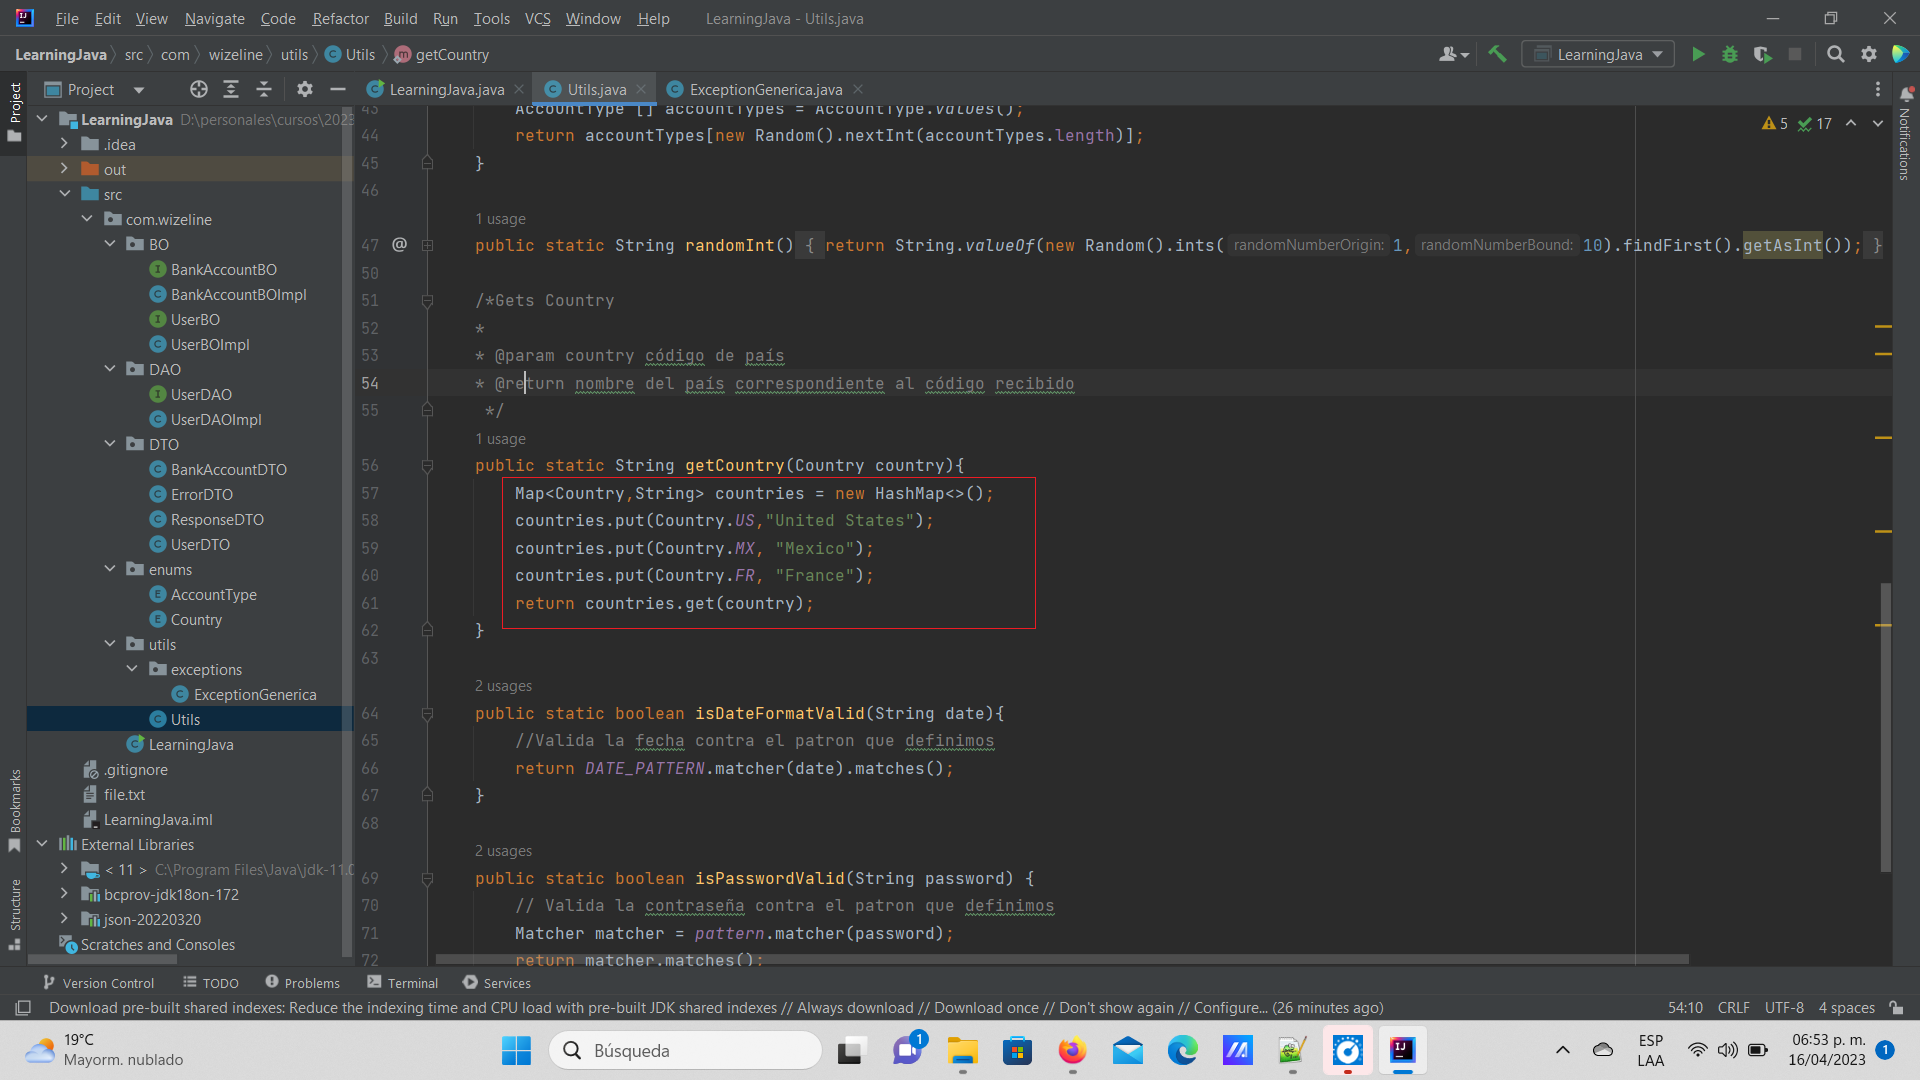 File Edit View Navigate Code Refactor Build Run Tools VCS Window Help LearningJava - Utils.java
LearningJava src com wizeline utils Utils getCountry LearningJava
Project
LearningJava.java Utils.java ExceptionGenerica.java
Project
LearningJava D:\personales\cursos\2023
.idea
out
src
com.wizeline
BO
BankAccountBO
BankAccountBOImpl
UserBO
UserBOImpl
DAO
UserDAO
UserDAOImpl
DTO
BankAccountDTO
ErrorDTO
ResponseDTO
UserDTO
enums
AccountType
Country
utils
exceptions
ExceptionGenerica
Utils
LearningJava
.gitignore
file.txt
LearningJava.iml
External Libraries
< 11 > C:\Program Files\Java\jdk-11.0
bcprov-jdk18on-172
json-20220320
Scratches and Consoles
Bookmarks
Structure
Notifications
5 17
43 AccountType [] accountTypes = AccountType.values();
44 return accountTypes[new Random().nextInt(accountTypes.length)];
45 }
46
1 usage
47 @ public static String randomInt() { return String.valueOf(new Random().ints( randomNumberOrigin: 1, randomNumberBound: 10).findFirst().getAsInt()); }
50
51 /*Gets Country
52 *
53 * @param country código de país
54 * @return nombre del país correspondiente al código recibido
55 */
1 usage
56 public static String getCountry(Country country){
57 Map<Country,String> countries = new HashMap<>();
58 countries.put(Country.US,"United States");
59 countries.put(Country.MX, "Mexico");
60 countries.put(Country.FR, "France");
61 return countries.get(country);
62 }
63
2 usages
64 public static boolean isDateFormatValid(String date){
65 //Valida la fecha contra el patron que definimos
66 return DATE_PATTERN.matcher(date).matches();
67 }
68
2 usages
69 public static boolean isPasswordValid(String password) {
70 // Valida la contraseña contra el patron que definimos
71 Matcher matcher = pattern.matcher(password);
72 return matcher.matches();
Version Control TODO Problems Terminal Services
Download pre-built shared indexes: Reduce the indexing time and CPU load with pre-built JDK shared indexes // Always download // Download once // Don't show again // Configure... (26 minutes ago) 54:10 CRLF UTF-8 4 spaces
19°C
Mayorm. nublado
Búsqueda
1
ESP
LAA
06:53 p. m.
16/04/2023
1